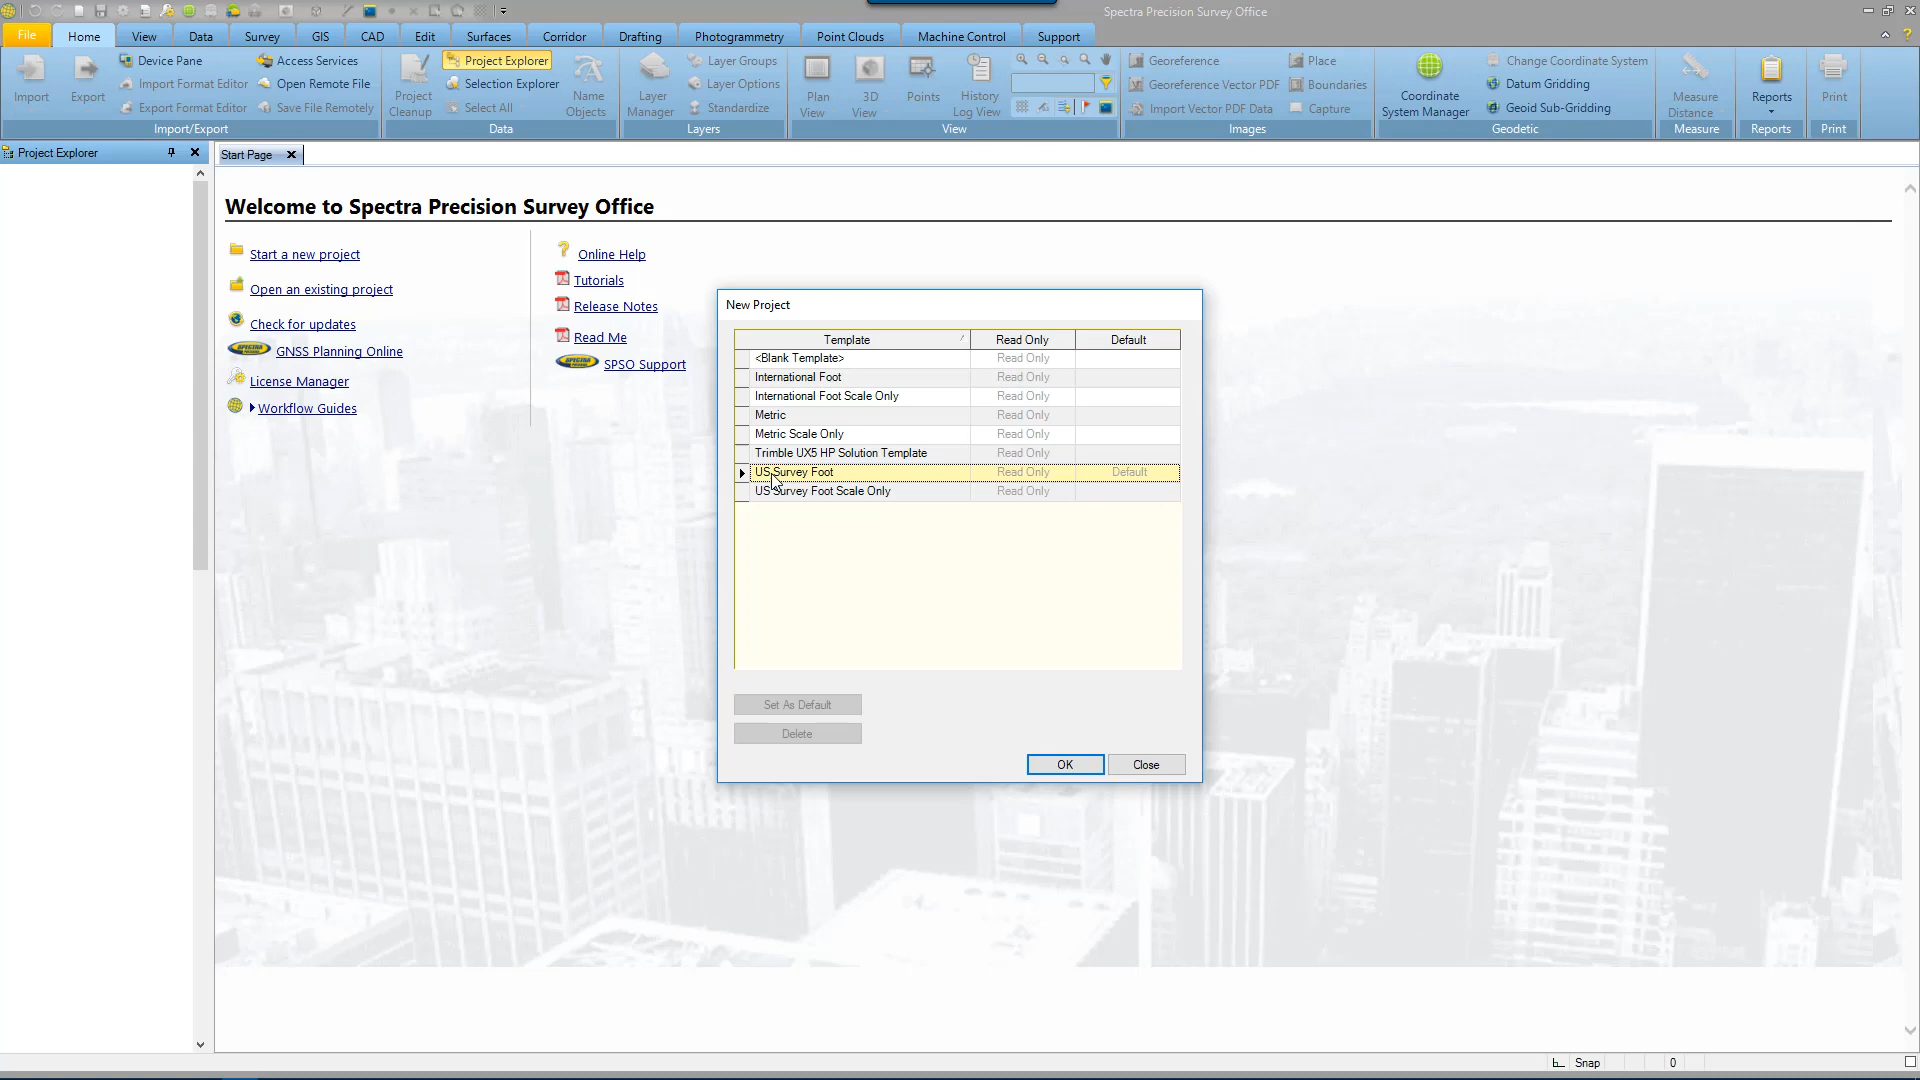 Spectra Precision Survey Office
File Home View Data Survey GIS CAD Edit Surfaces Corridor Drafting Photogrammetry Point Clouds Machine Control Support
Import
Export
Device Pane
Import Format Editor
Export Format Editor
Access Services
Open Remote File
Save File Remotely
Import/Export
Project Cleanup
Project Explorer
Selection Explorer
Select All
Name Objects
Data
Layer Manager
Layer Groups
Layer Options
Standardize
Layers
Plan View
3D View
Points
History Log View
View
Georeference
Georeference Vector PDF
Import Vector PDF Data
Place
Boundaries
Capture
Images
Coordinate System Manager
Change Coordinate System
Datum Gridding
Geoid Sub-Gridding
Geodetic
Measure Distance
Measure
Reports
Reports
Print
Print
Project Explorer
Start Page
Welcome to Spectra Precision Survey Office
Start a new project
Open an existing project
Check for updates
GNSS Planning Online
License Manager
Workflow Guides
Online Help
Tutorials
Release Notes
Read Me
SPSO Support
New Project
Template Read Only Default
<Blank Template> Read Only
International Foot Read Only
International Foot Scale Only Read Only
Metric Read Only
Metric Scale Only Read Only
Trimble UX5 HP Solution Template Read Only
US Survey Foot Read Only Default
US Survey Foot Scale Only Read Only
Set As Default
Delete
OK Close
Snap 0